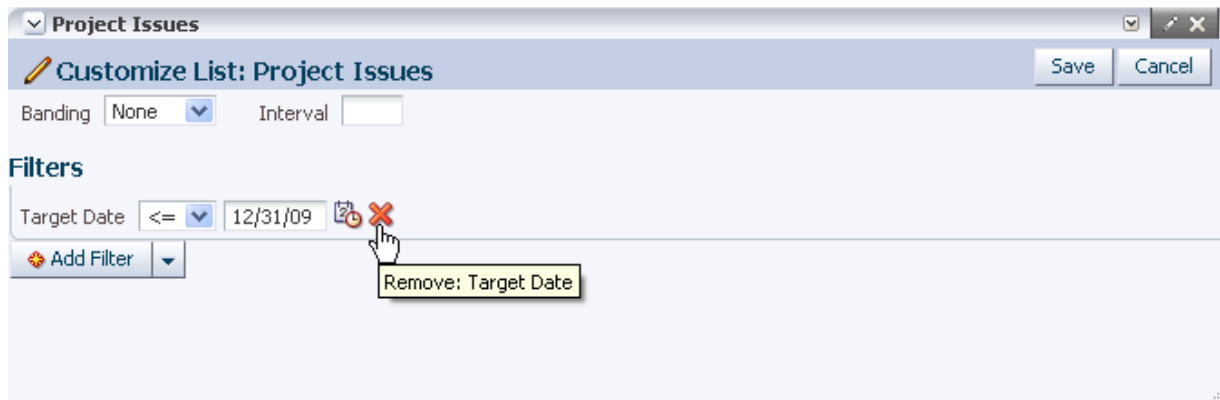 Project Issues
Customize List: Project Issues Save Cancel
Banding None Interval
Filters
Target Date <= 12/31/09
Add Filter
Remove: Target Date